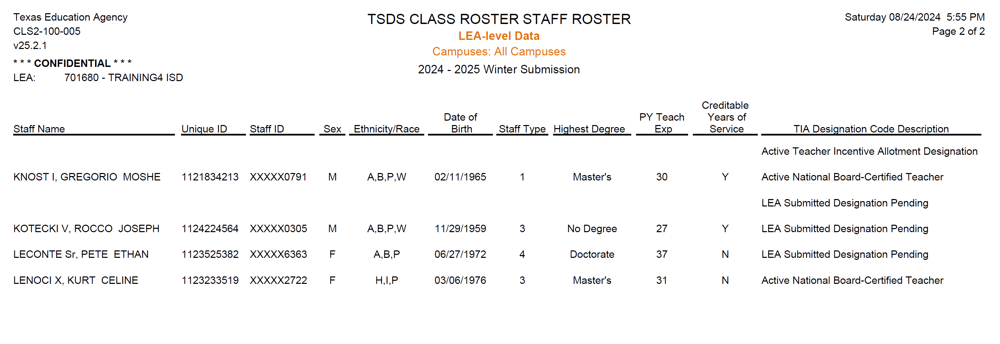 Texas Education Agency
CLS2-100-005
v25.2.1
* * * CONFIDENTIAL * * *
LEA: 701680 - TRAINING4 ISD
TSDS CLASS ROSTER STAFF ROSTER
LEA-level Data
Campuses: All Campuses
2024 - 2025 Winter Submission
Saturday 08/24/2024 5:55 PM
Page 2 of 2
Staff Name Unique ID Staff ID Sex Ethnicity/Race Date of Birth Staff Type Highest Degree PY Teach Exp Creditable Years of Service TIA Designation Code Description
Active Teacher Incentive Allotment Designation
KNOST I, GREGORIO MOSHE 1121834213 XXXXX0791 M A,B,P,W 02/11/1965 1 Master's 30 Y Active National Board-Certified Teacher
LEA Submitted Designation Pending
KOTECKI V, ROCCO JOSEPH 1124224564 XXXXX0305 M A,B,P,W 11/29/1959 3 No Degree 27 Y LEA Submitted Designation Pending
LECONTE Sr, PETE ETHAN 1123525382 XXXXX6363 F A,B,P 06/27/1972 4 Doctorate 37 N LEA Submitted Designation Pending
LENOCI X, KURT CELINE 1123233519 XXXXX2722 F H,I,P 03/06/1976 3 Master's 31 N Active National Board-Certified Teacher